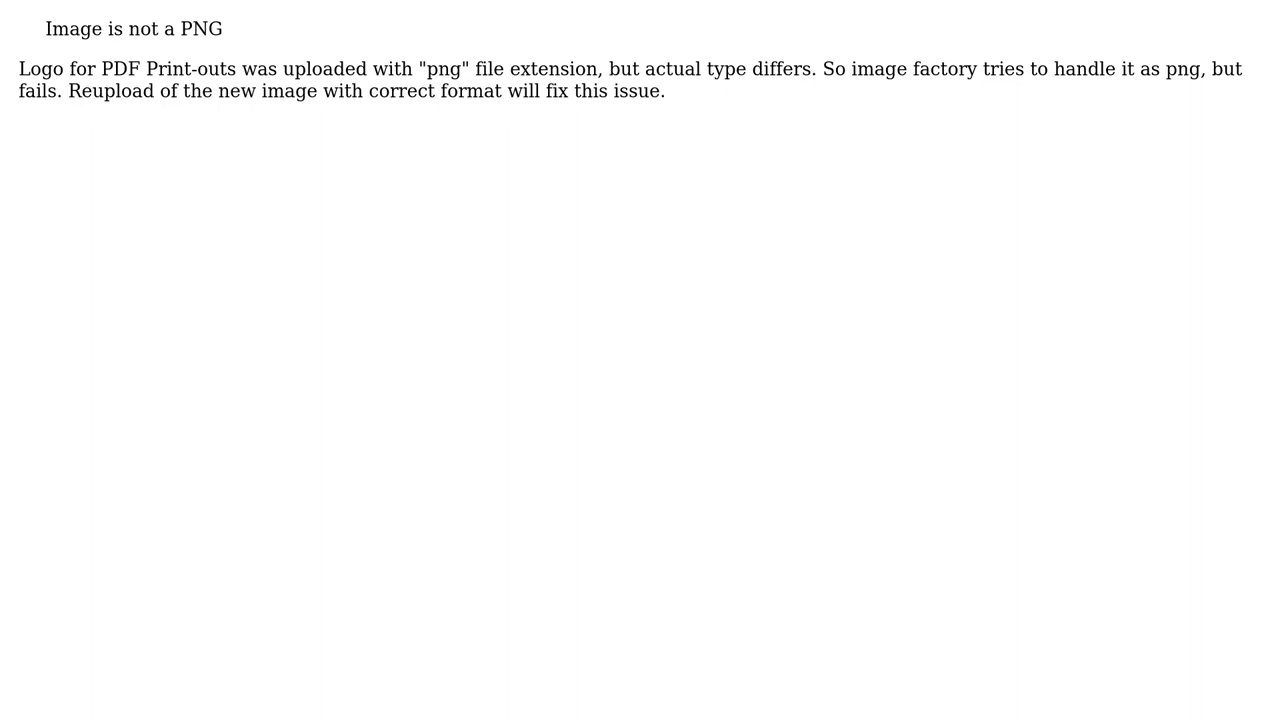 Image is not a PNG
Logo for PDF Print-outs was uploaded with "png" file extension, but actual type differs. So image factory tries to handle it as png, but
fails. Reupload of the new image with correct format will fix this issue.